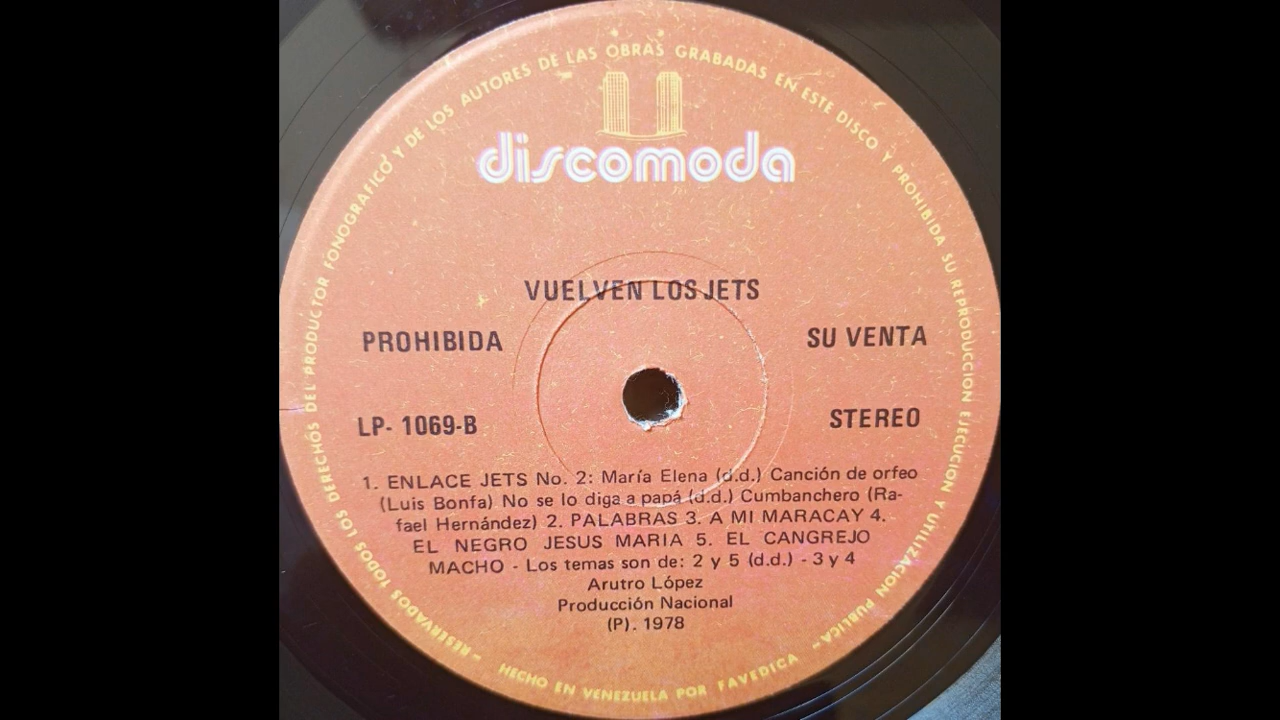 RESERVADOS TODOS LOS DERECHOS DEL PRODUCTOR FONOGRAFICO Y DE LOS AUTORES DE LAS OBRAS GRABADAS EN ESTE DISCO Y PROHIBIDA SU REPRODUCCION EJECUCION Y UTILIZACION PUBLICA
discomoda
VUELVEN LOS JETS
PROHIBIDA SU VENTA
LP- 1069-B STEREO
1. ENLACE JETS No. 2: María Elena (d.d.) Canción de orfeo
(Luis Bonfa) No se lo diga a papá (d.d.) Cumbanchero (Ra-
fael Hernández) 2. PALABRAS 3. A MI MARACAY 4.
EL NEGRO JESUS MARIA 5. EL CANGREJO
MACHO - Los temas son de: 2 y 5 (d.d.) - 3 y 4
Arutro López
Producción Nacional
(P). 1978
HECHO EN VENEZUELA POR FAVEDICA